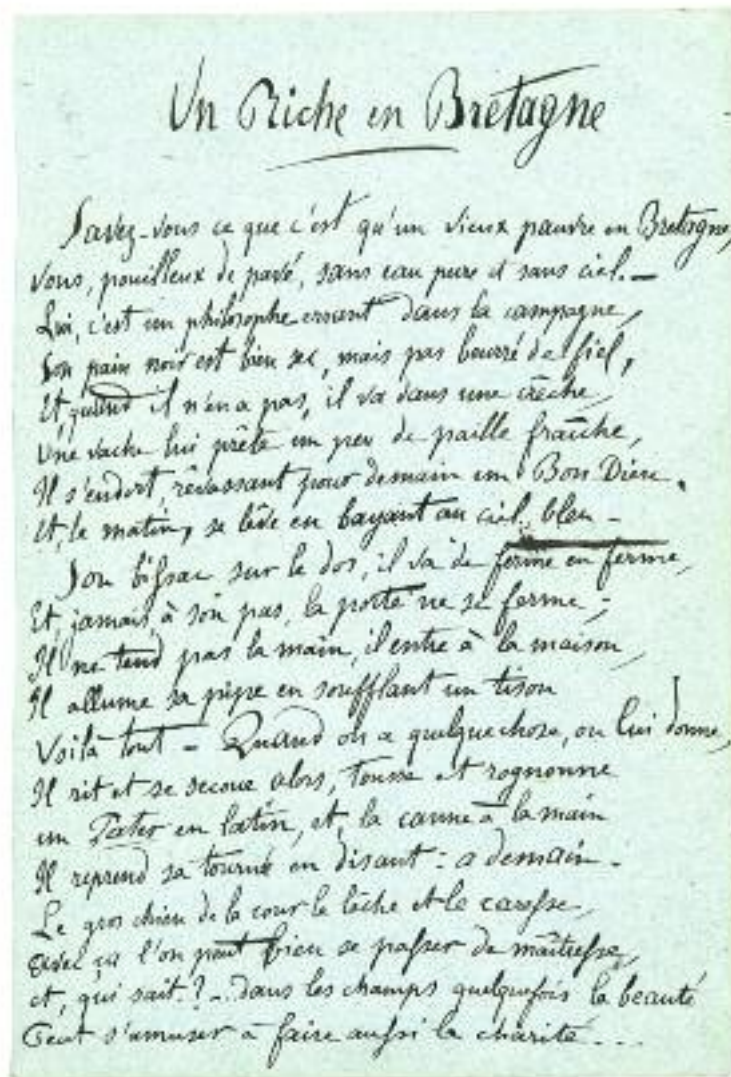 Un Riche en Bretagne
Savez-vous ce que c'est qu'un vieux pauvre en Bretagne,
Vous, pouilleux de pavé, sans eau pure et sans ciel. —
Lui, c'est un philosophe errant dans la campagne,
Son pain noir est bien sec, mais pas beurré de fiel,
Et, quand il n'en a pas, il va dans une crêche,
Une vache lui prête un peu de paille fraîche,
Il s'endort, rêvassant pour demain un Bon Dieu.
Et, le matin, se lève en bayant au ciel bleu —
Son bissac sur le dos, il va de ferme en ferme,
Et, jamais, à son pas, la porte ne se ferme ;
Il ne tend pas la main, il entre à la maison,
Il allume sa pipe en soufflant un tison
Voilà tout — Quand on a quelque chose, on lui donne,
Il rit et se secoue alors, tousse et rognonne
un Pater en latin, et, la canne à la main
Il reprend sa tournée en disant : a demain —
Le gros chien de la cour le lèche et le caresse,
avec ça l'on peut bien se passer de maîtresse,
et, qui sait ? — dans les champs quelquefois la beauté
Peut s'amuser à faire aussi la charité ...